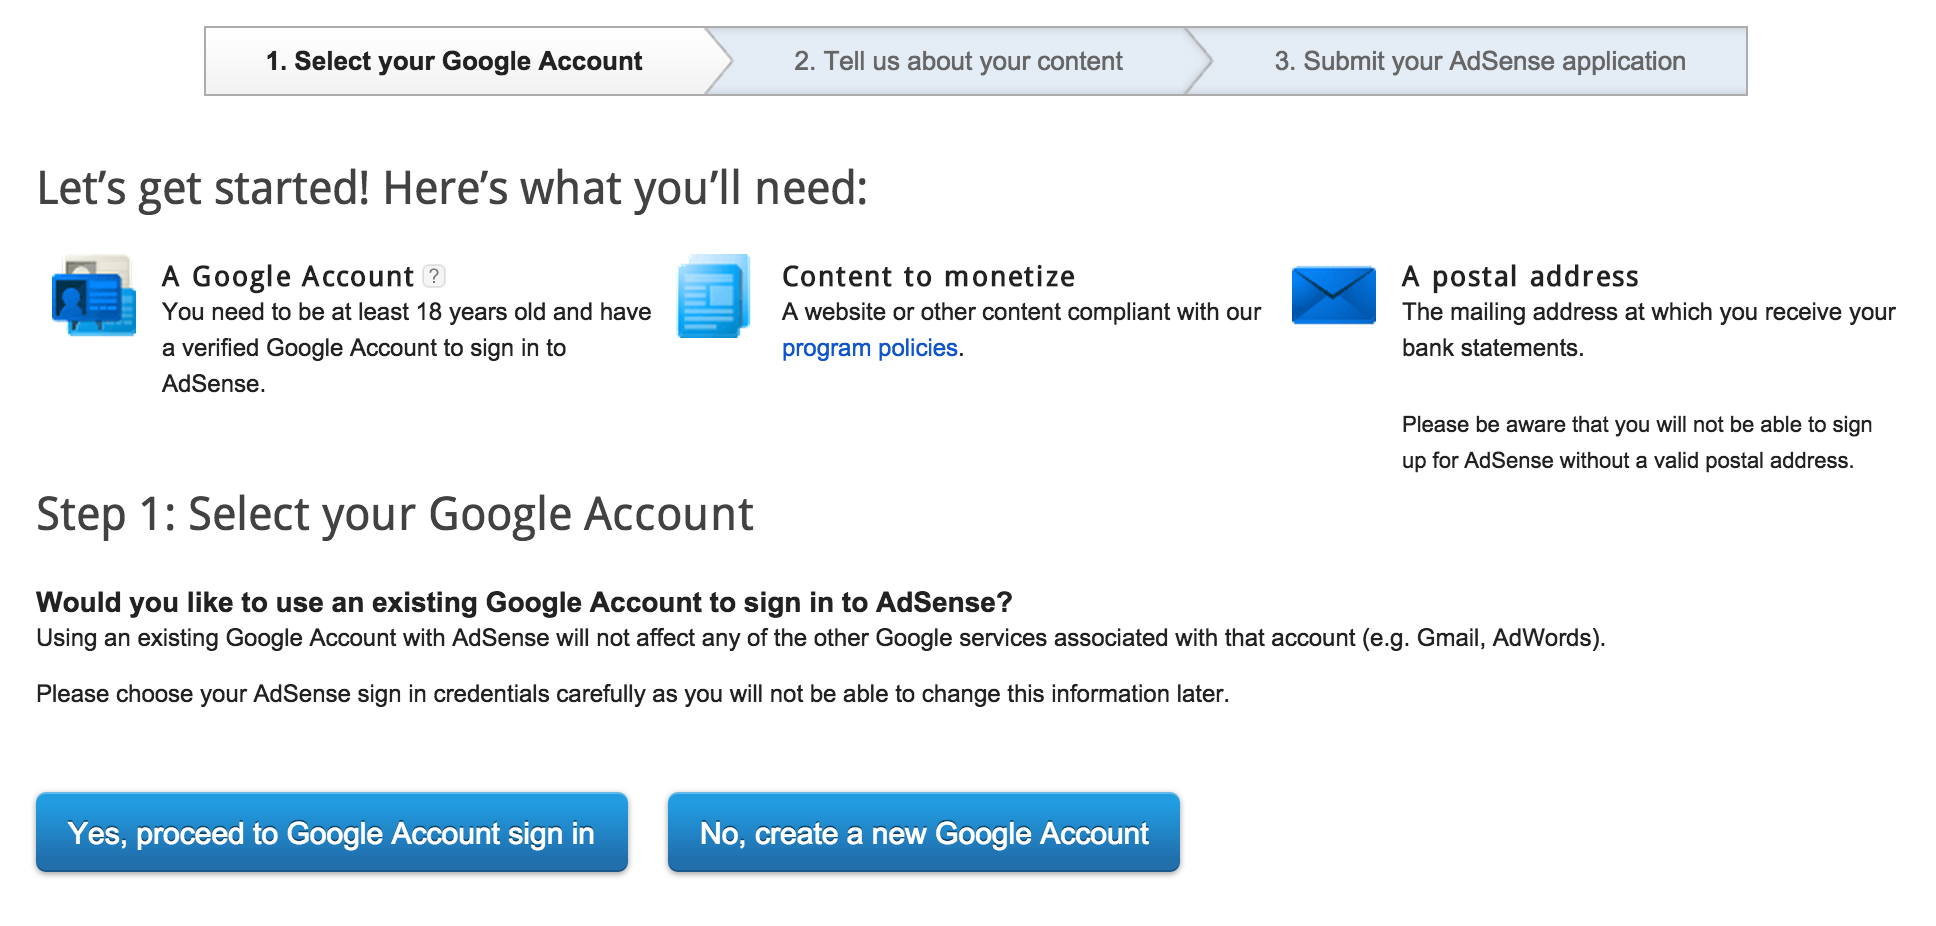 1. Select your Google Account
2. Tell us about your content
3. Submit your AdSense application
Let’s get started! Here’s what you’ll need:
A Google Account ?
You need to be at least 18 years old and have
a verified Google Account to sign in to
AdSense.
Content to monetize
A website or other content compliant with our
program policies.
A postal address
The mailing address at which you receive your
bank statements.
Please be aware that you will not be able to sign
up for AdSense without a valid postal address.
Step 1: Select your Google Account
Would you like to use an existing Google Account to sign in to AdSense?
Using an existing Google Account with AdSense will not affect any of the other Google services associated with that account (e.g. Gmail, AdWords).
Please choose your AdSense sign in credentials carefully as you will not be able to change this information later.
Yes, proceed to Google Account sign in
No, create a new Google Account